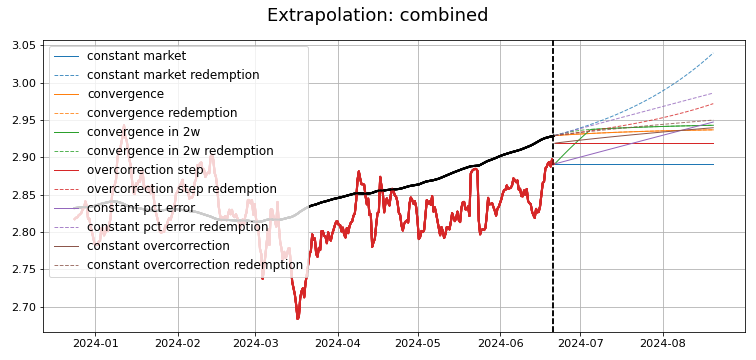 Extrapolation: combined
3.05
3.00
2.95
2.90
2.85
2.80
2.75
2.70
constant market
constant market redemption
convergence
convergence redemption
convergence in 2w
convergence in 2w redemption
overcorrection step
overcorrection step redemption
constant pct error
constant pct error redemption
constant overcorrection
constant overcorrection redemption
2024-01 2024-02 2024-03 2024-04 2024-05 2024-06 2024-07 2024-08